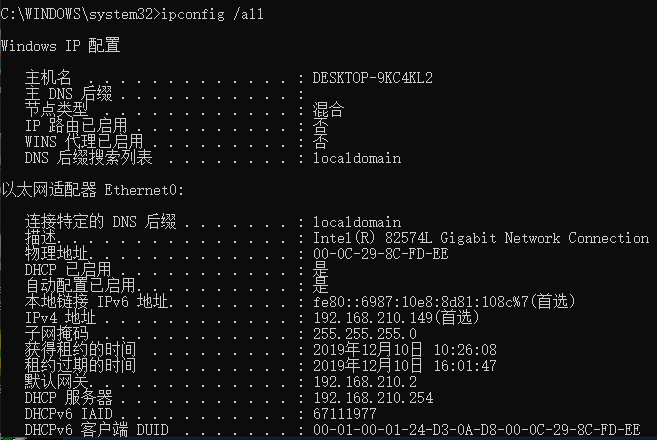 C:\WINDOWS\system32>ipconfig /all
Windows IP 配置
主机名 . . . . . . . . . . . . . : DESKTOP-9KC4KL2
主 DNS 后缀 . . . . . . . . . . . :
节点类型 . . . . . . . . . . . . : 混合
IP 路由已启用 . . . . . . . . . . : 否
WINS 代理已启用 . . . . . . . . . : 否
DNS 后缀搜索列表 . . . . . . . . : localdomain
以太网适配器 Ethernet0:
连接特定的 DNS 后缀 . . . . . . . : localdomain
描述. . . . . . . . . . . . . . . : Intel(R) 82574L Gigabit Network Connection
物理地址. . . . . . . . . . . . . : 00-0C-29-8C-FD-EE
DHCP 已启用 . . . . . . . . . . . : 是
自动配置已启用. . . . . . . . . . : 是
本地链接 IPv6 地址. . . . . . . . : fe80::6987:10e8:8d81:108c%7(首选)
IPv4 地址 . . . . . . . . . . . . : 192.168.210.149(首选)
子网掩码 . . . . . . . . . . . . : 255.255.255.0
获得租约的时间 . . . . . . . . . : 2019年12月10日 10:26:08
租约过期的时间 . . . . . . . . . : 2019年12月10日 16:01:47
默认网关. . . . . . . . . . . . . : 192.168.210.2
DHCP 服务器 . . . . . . . . . . . : 192.168.210.254
DHCPv6 IAID . . . . . . . . . . . : 67111977
DHCPv6 客户端 DUID . . . . . . . : 00-01-00-01-24-D3-0A-D8-00-0C-29-8C-FD-EE